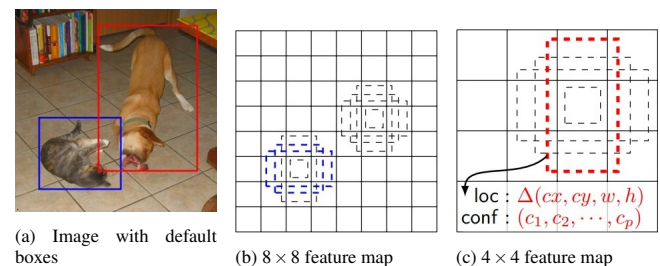 loc : Δ(cx, cy, w, h)
conf : (c₁, c₂, ⋯, cₚ)
(a) Image with default
boxes
(b) 8 × 8 feature map
(c) 4 × 4 feature map